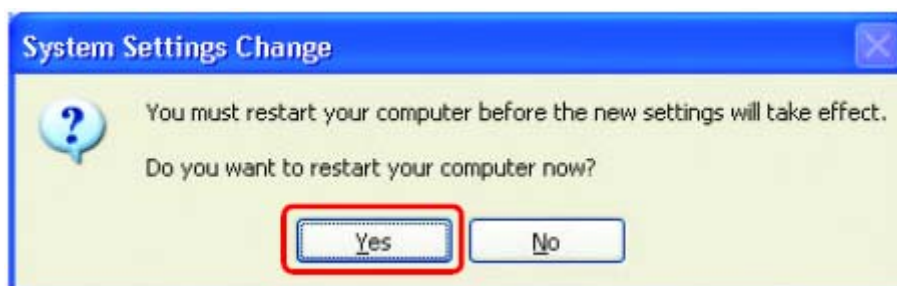 System Settings Change
You must restart your computer before the new settings will take effect.
Do you want to restart your computer now?
Yes No